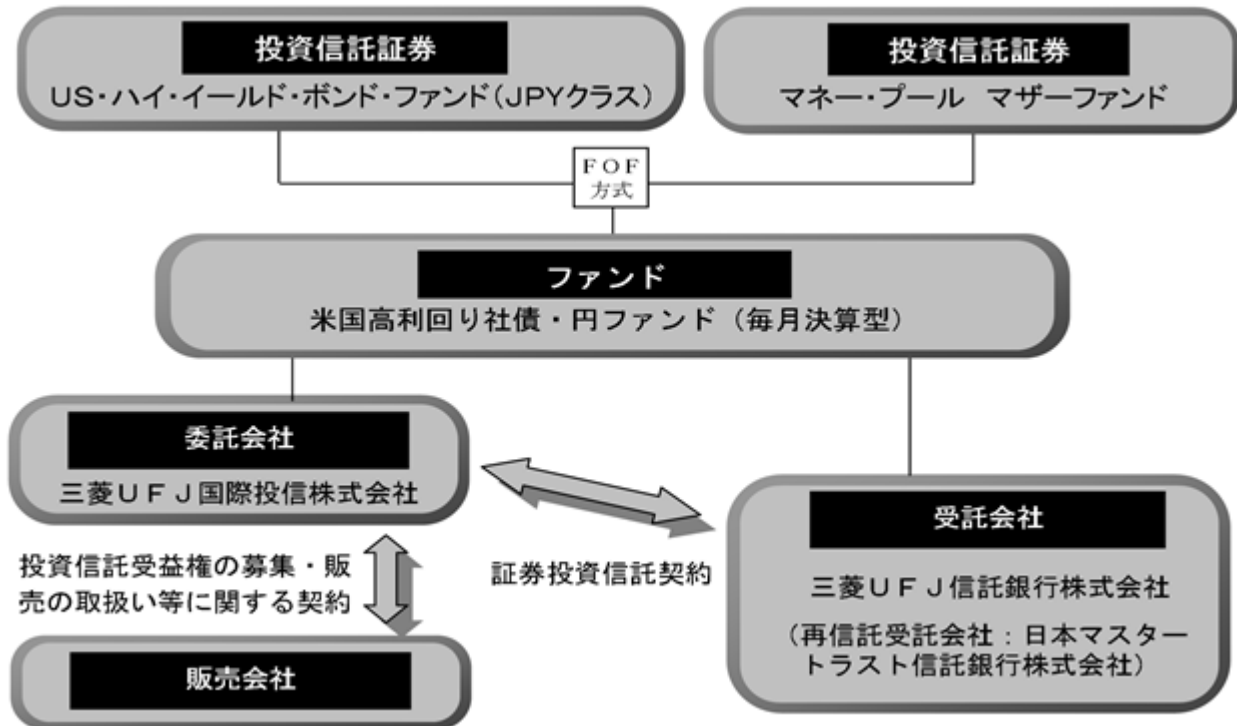 投資信託証券
US・ハイ・イールド・ボンド・ファンド（JPYクラス）
投資信託証券
マネー・プール　マザーファンド
ＦＯＦ
方式
ファンド
米国高利回り社債・円ファンド（毎月決算型）
委託会社
三菱ＵＦＪ国際投信株式会社
投資信託受益権の募集・販
売の取扱い等に関する契約
販売会社
証券投資信託契約
受託会社
三菱ＵＦＪ信託銀行株式会社
（再信託受託会社：日本マスター
トラスト信託銀行株式会社）